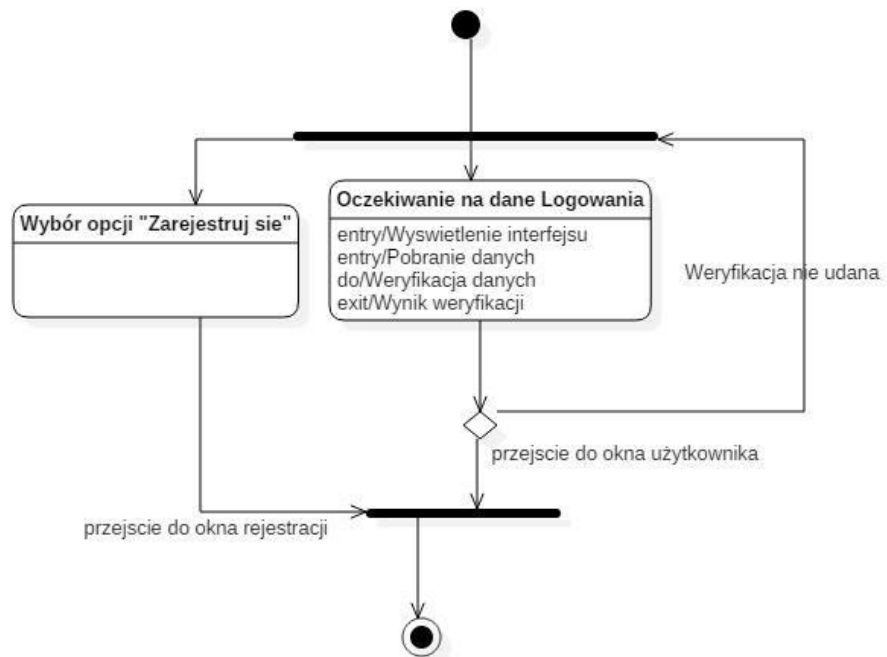 Wybór opcji "Zarejestruj sie"
Oczekiwanie na dane Logowania
entry/Wyswietlenie interfejsu
entry/Pobranie danych
do/Weryfikacja danych
exit/Wynik weryfikacji
Weryfikacja nie udana
przejscie do okna użytkownika
przejscie do okna rejestracji